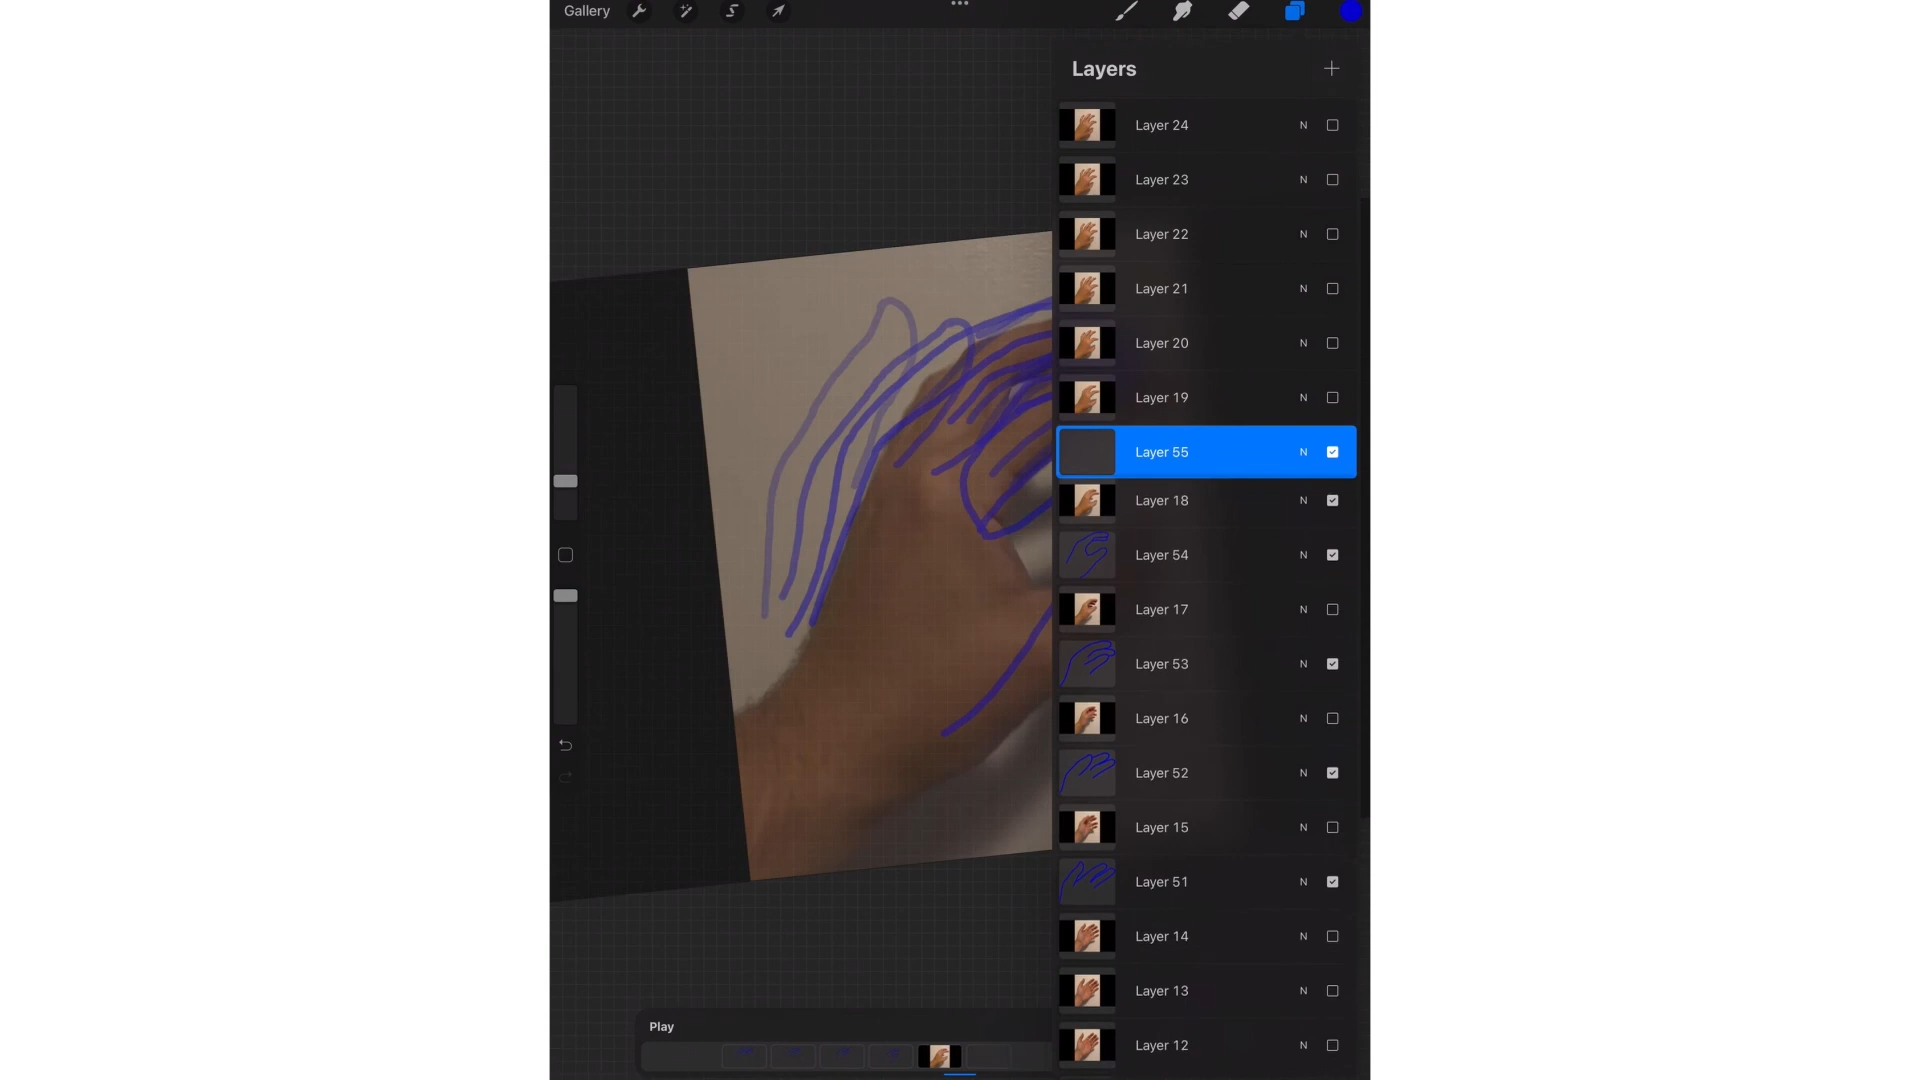 Gallery
Layers
Layer 24 N
Layer 23 N
Layer 22 N
Layer 21 N
Layer 20 N
Layer 19 N
Layer 55 N
Layer 18 N
Layer 54 N
Layer 17 N
Layer 53 N
Layer 16 N
Layer 52 N
Layer 15 N
Layer 51 N
Layer 14 N
Layer 13 N
Layer 12 N
Play